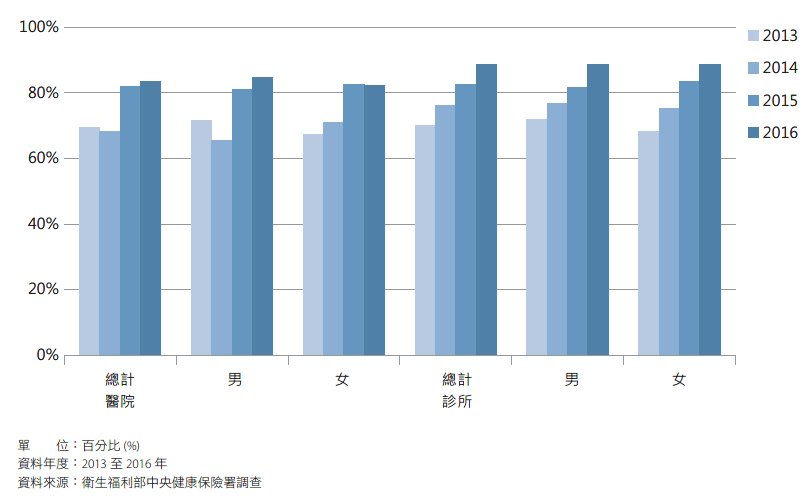 100%
80%
60%
40%
20%
0%
2013
2014
2015
2016
總計 男 女 總計 男 女
醫院 診所
單 位：百分比 (%)
資料年度：2013 至 2016 年
資料來源：衛生福利部中央健康保險署調查